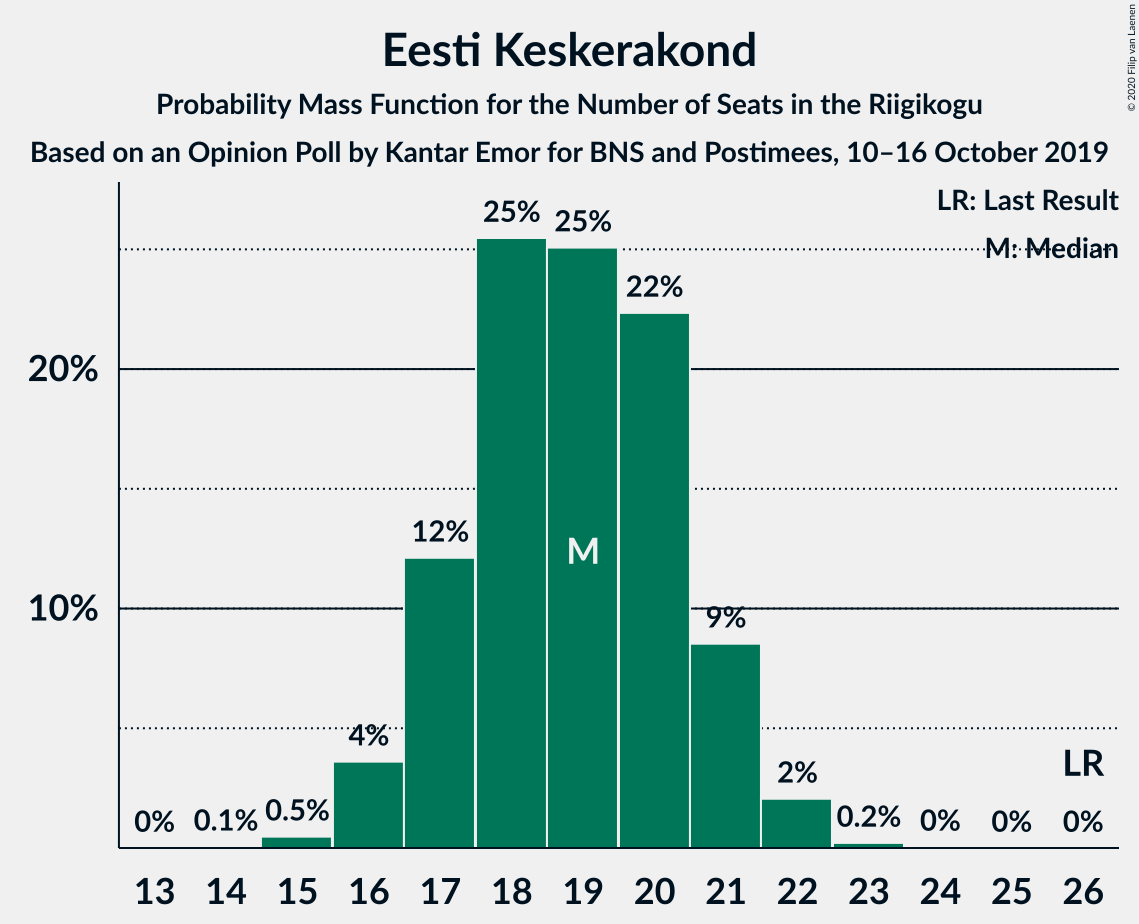 Eesti Keskerakond
Probability Mass Function for the Number of Seats in the Riigikogu
Based on an Opinion Poll by Kantar Emor for BNS and Postimees, 10–16 October 2019
© 2020 Filip van Laenen
LR: Last Result
M: Median
20%
10%
0% 0.1% 0.5% 4% 12% 25% 25% 22% 9% 2% 0.2% 0% 0% 0%
M
LR
13 14 15 16 17 18 19 20 21 22 23 24 25 26